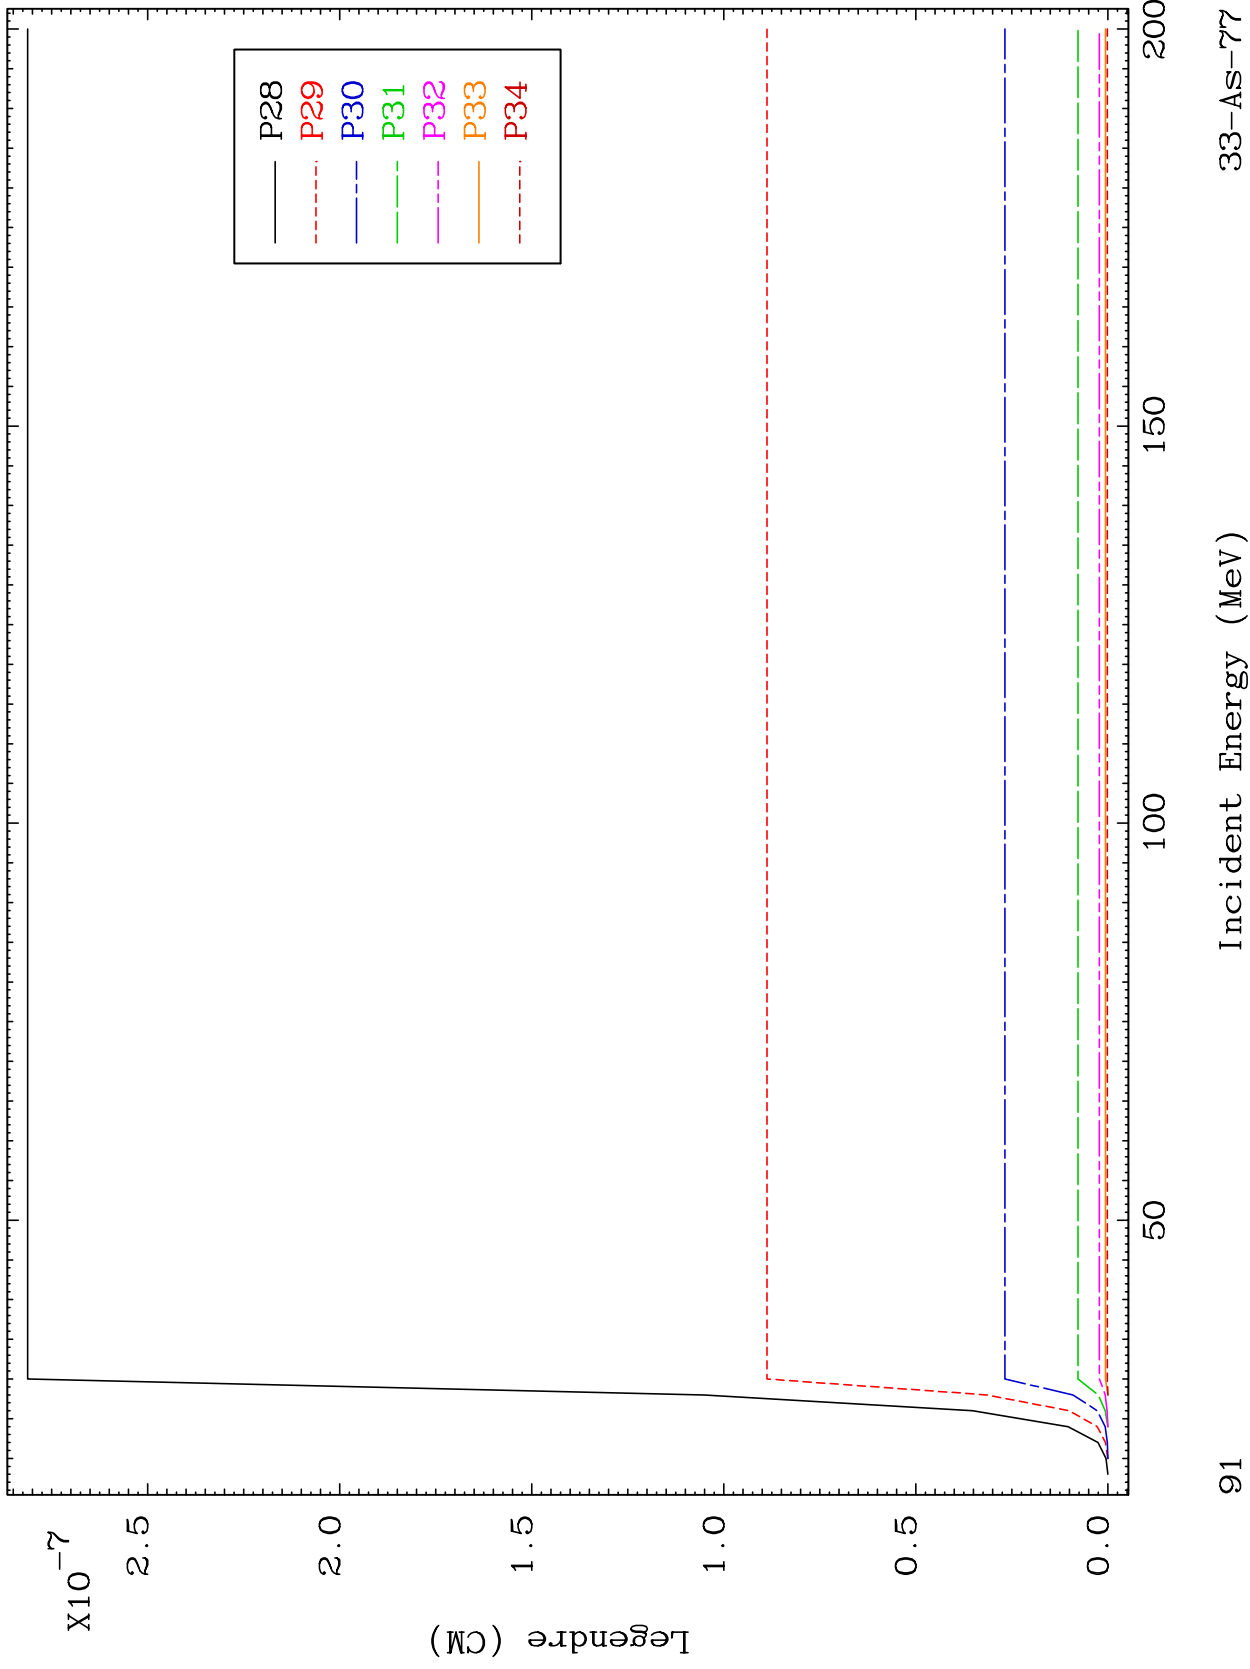 X10⁻⁷
2.5
2.0
1.5
1.0
0.5
0.0
Legendre (CM)
P28
P29
P30
P31
P32
P33
P34
50
100
150
200
Incident Energy (MeV)
91
33-As-77